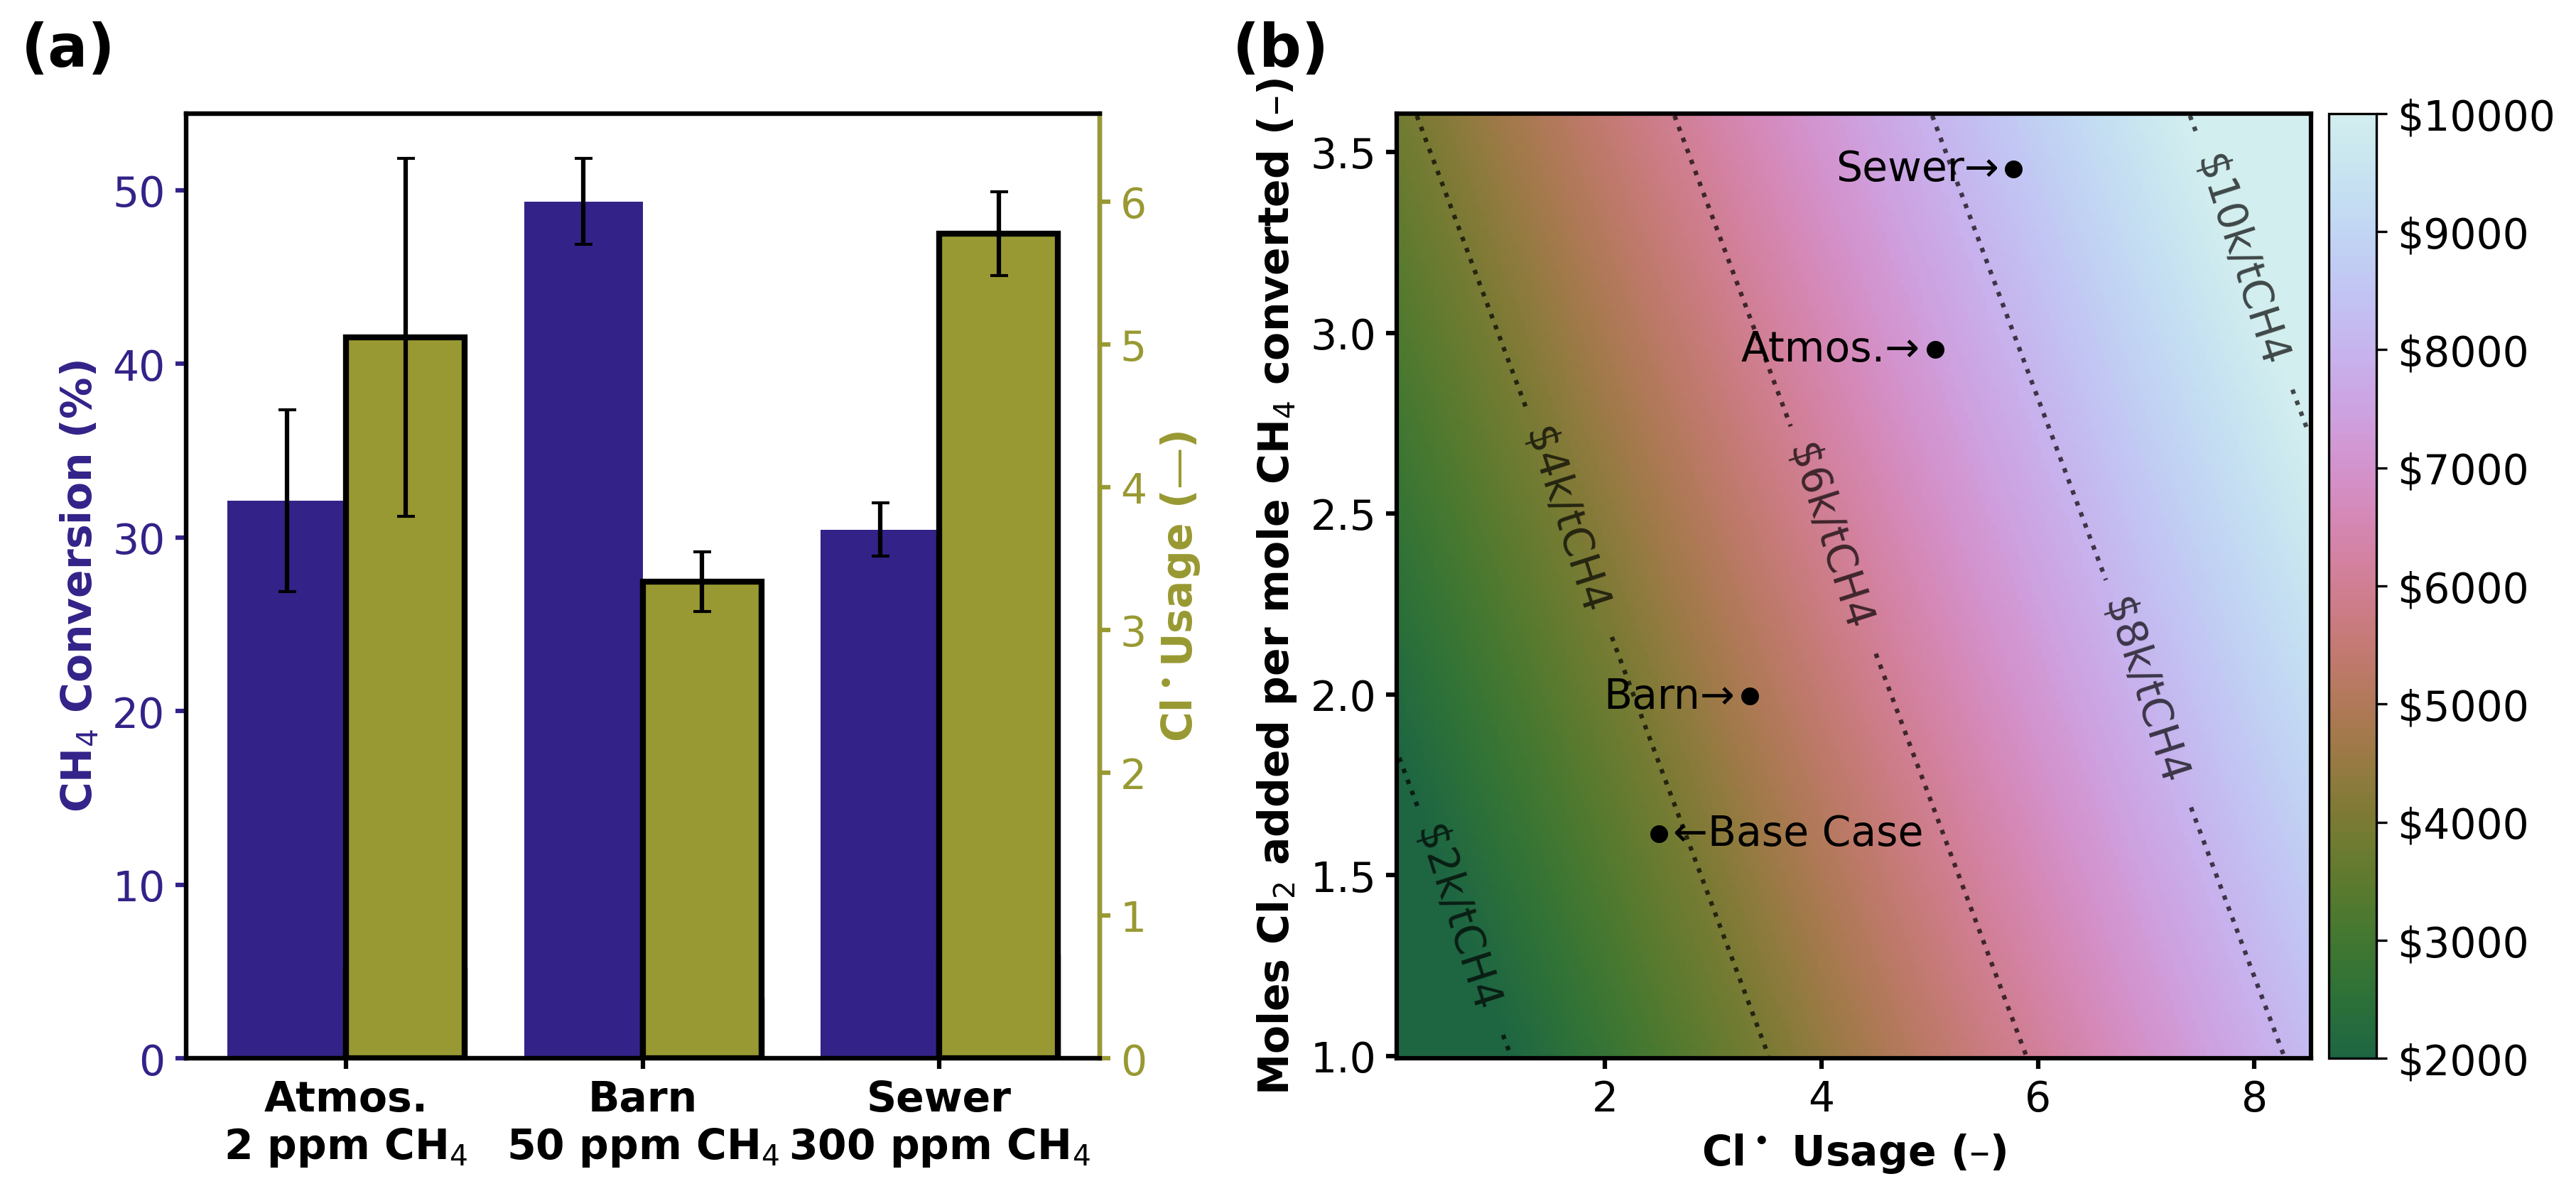 (a)
CH₄ Conversion (%)
50
40
30
20
10
0
6
5
4
3
2
1
0
Cl• Usage (—)
Atmos.
2 ppm CH₄
Barn
50 ppm CH₄
Sewer
300 ppm CH₄
(b)
Moles Cl₂ added per mole CH₄ converted (–)
3.5
3.0
2.5
2.0
1.5
1.0
Sewer→
Atmos.→
Barn→
←Base Case
$2k/tCH4
$4k/tCH4
$6k/tCH4
$8k/tCH4
$10k/tCH4
2
4
6
8
Cl• Usage (–)
$10000
$9000
$8000
$7000
$6000
$5000
$4000
$3000
$2000